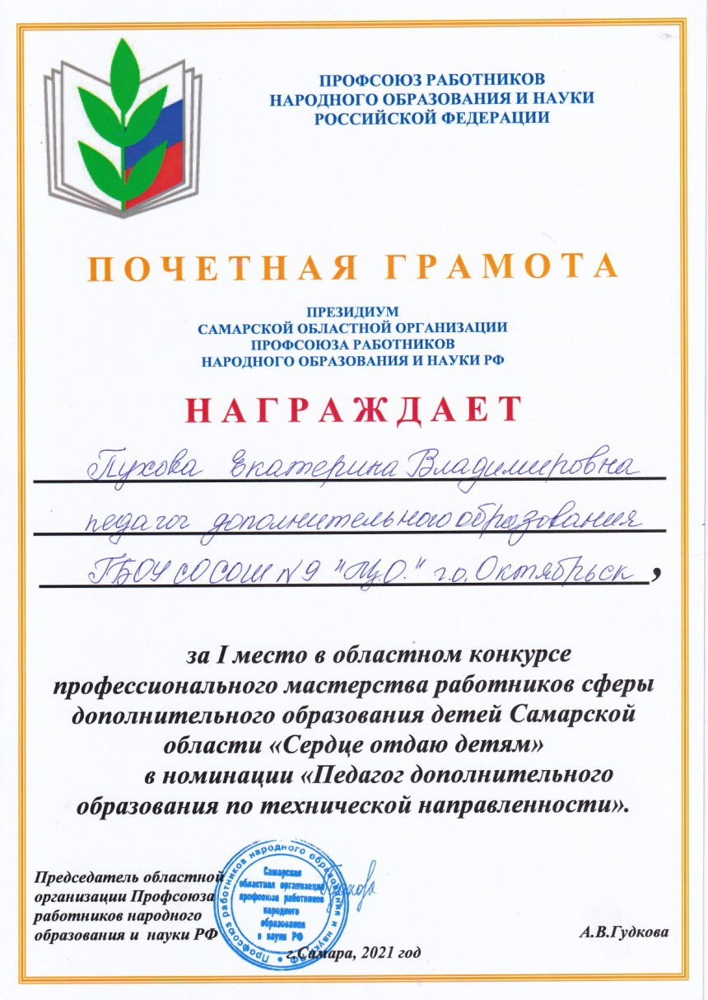 ПРОФСОЮЗ РАБОТНИКОВ
НАРОДНОГО ОБРАЗОВАНИЯ И НАУКИ
РОССИЙСКОЙ ФЕДЕРАЦИИ
ПОЧЕТНАЯ ГРАМОТА
ПРЕЗИДИУМ
САМАРСКОЙ ОБЛАСТНОЙ ОРГАНИЗАЦИИ
ПРОФСОЮЗА РАБОТНИКОВ
НАРОДНОГО ОБРАЗОВАНИЯ И НАУКИ РФ
НАГРАЖДАЕТ
Пухова Екатерина Владимировна
педагог дополнительного образования
ГБОУ СО СОШ №9 "Ц.О." г.о. Октябрьск,
за I место в областном конкурсе
профессионального мастерства работников сферы
дополнительного образования детей Самарской
области «Сердце отдаю детям»
в номинации «Педагог дополнительного
образования по технической направленности».
Председатель областной
организации Профсоюза
работников народного
образования и науки РФ
А.В.Гудкова
Профсоюз работников народного образования и науки РФ
Самарская
областная организация
профсоюза работников
народного
образования
и науки РФ
г.Самара, 2021 год